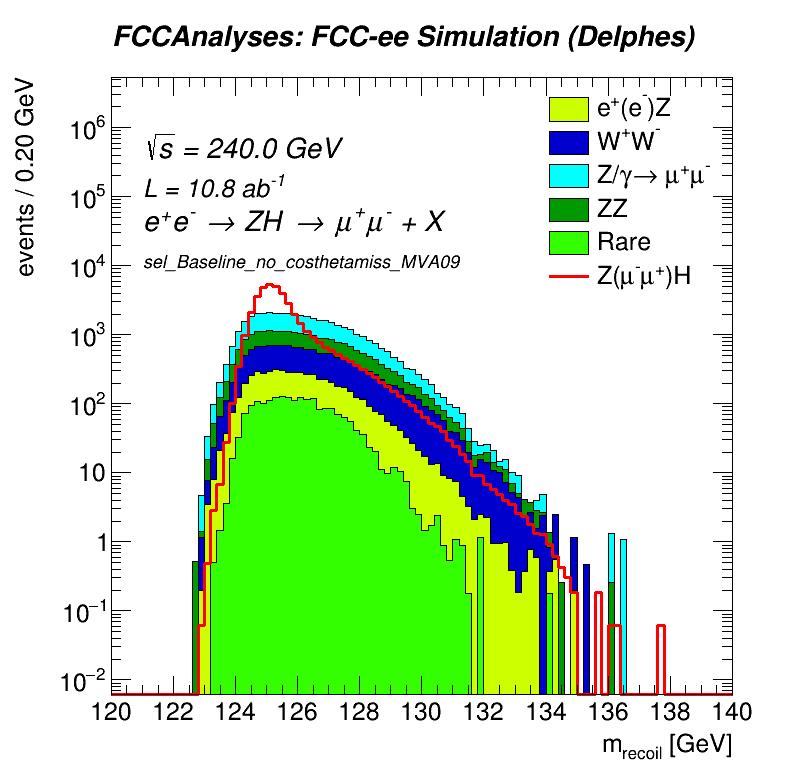 FCCAnalyses: FCC-ee Simulation (Delphes)
events / 0.20 GeV
10⁶
10⁵
10⁴
10³
10²
10
1
10⁻¹
10⁻²
√s = 240.0 GeV
L = 10.8 ab⁻¹
e⁺e⁻ → ZH → μ⁺μ⁻ + X
sel_Baseline_no_costhetamiss_MVA09
e⁺(e⁻)Z
W⁺W⁻
Z/γ→ μ⁺μ⁻
ZZ
Rare
Z(μ⁻μ⁺)H
120 122 124 126 128 130 132 134 136 138 140
m_recoil [GeV]